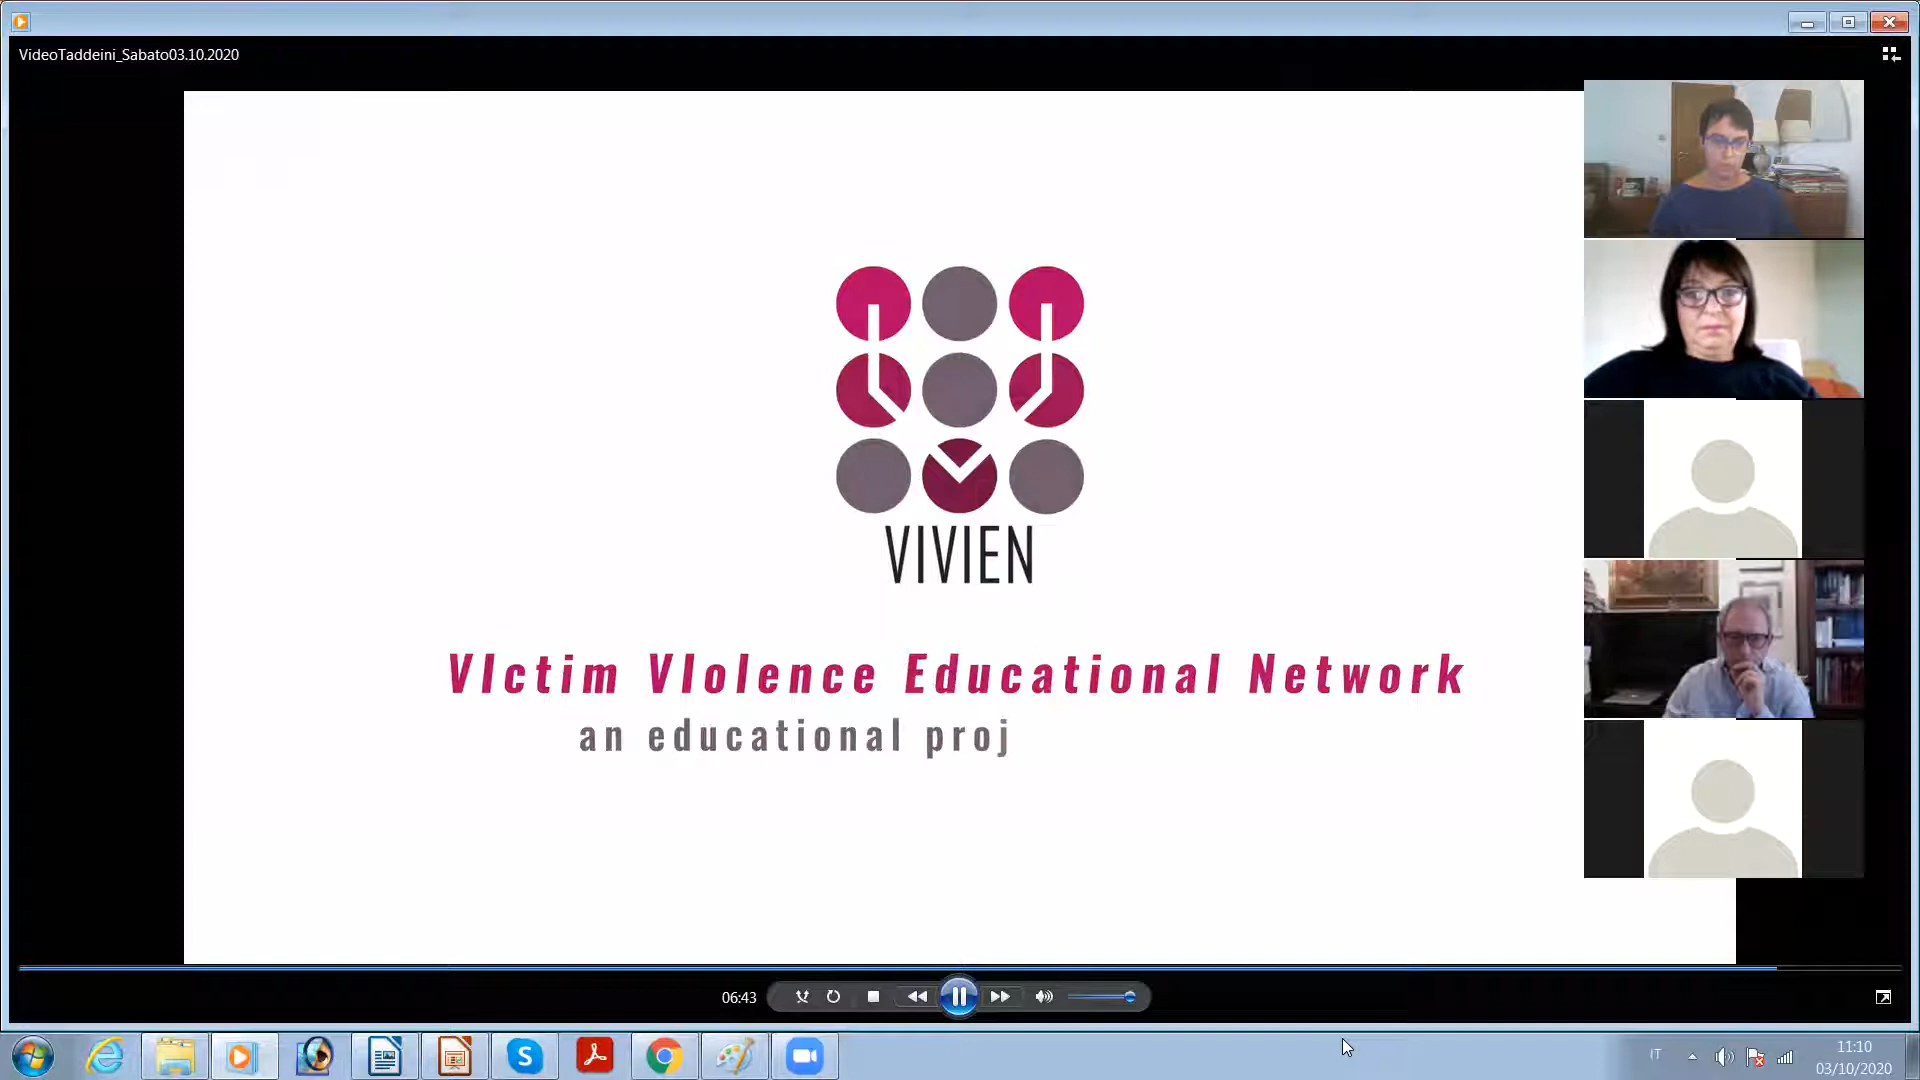 VideoTaddeini_Sabato03.10.2020
VIVIEN
VIctim VIolence Educational Network
an educational proj
06:43
IT
11:10
03/10/2020